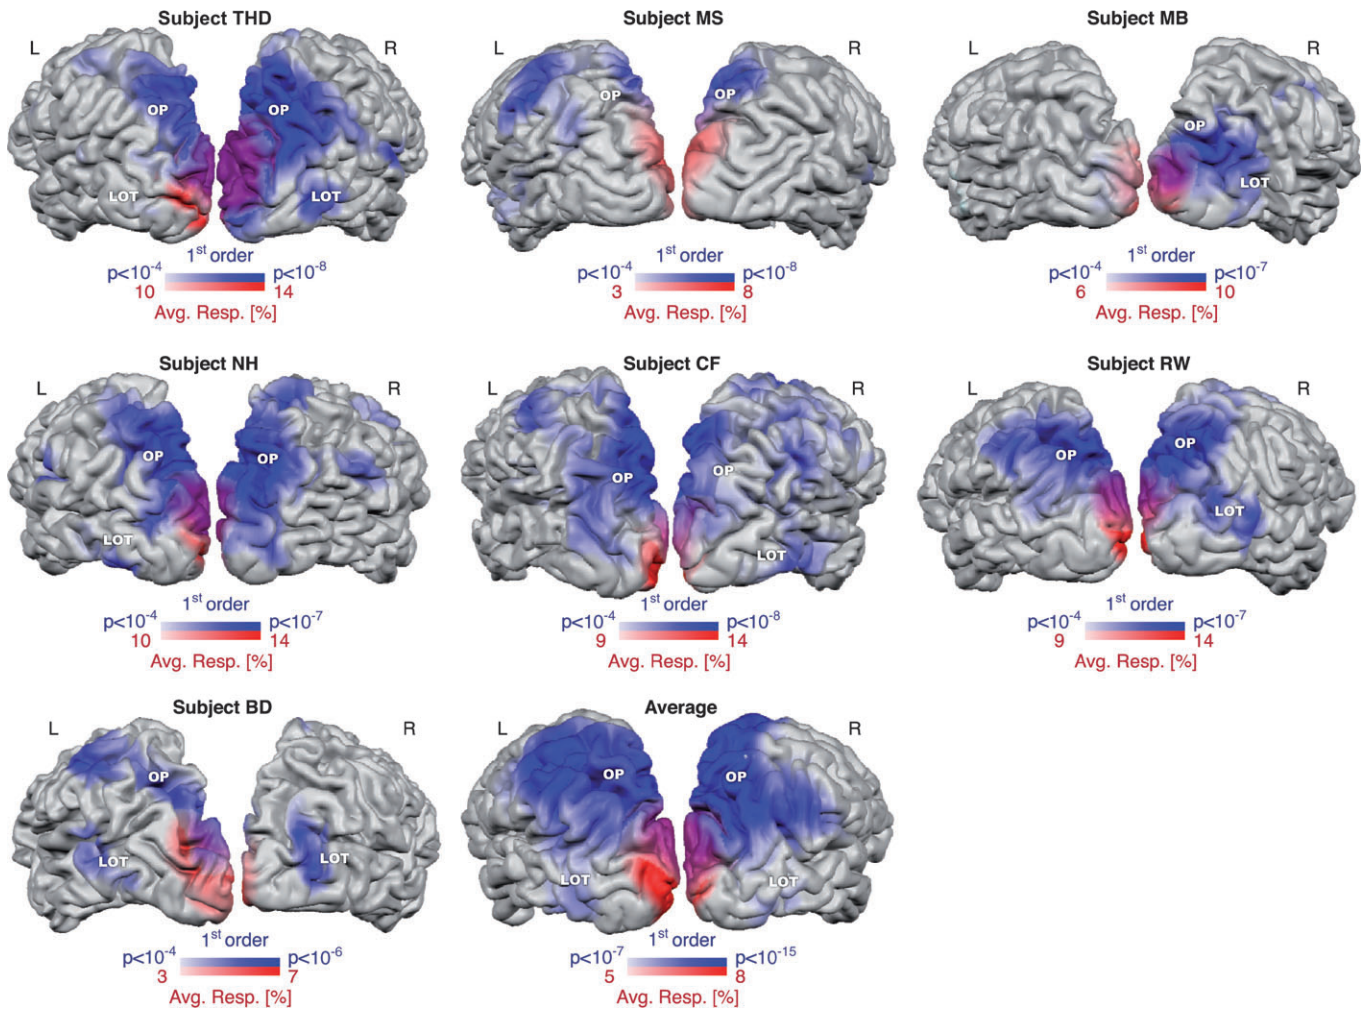 Subject THD
L
R
OP
OP
LOT
LOT
1st order
p<10-4
p<10-8
10
14
Avg. Resp. [%]
Subject MS
L
R
OP
OP
1st order
p<10-4
p<10-8
3
8
Avg. Resp. [%]
Subject MB
L
R
OP
LOT
1st order
p<10-4
p<10-7
6
10
Avg. Resp. [%]
Subject NH
L
R
OP
OP
LOT
1st order
p<10-4
p<10-7
10
14
Avg. Resp. [%]
Subject CF
L
R
OP
OP
LOT
1st order
p<10-4
p<10-8
9
14
Avg. Resp. [%]
Subject RW
L
R
OP
OP
LOT
1st order
p<10-4
p<10-7
9
14
Avg. Resp. [%]
Subject BD
L
R
OP
LOT
LOT
1st order
p<10-4
p<10-6
3
7
Avg. Resp. [%]
Average
L
R
OP
OP
LOT
LOT
1st order
p<10-7
p<10-15
5
8
Avg. Resp. [%]